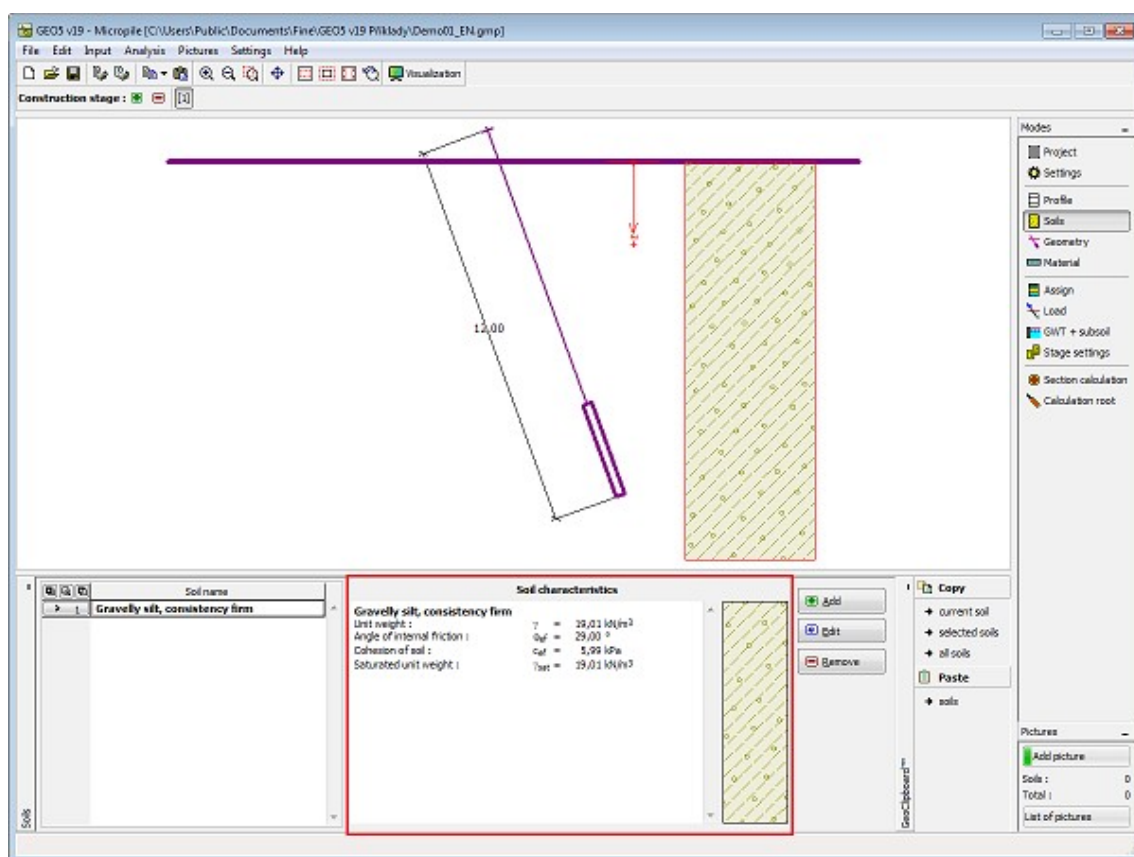 GEO5 v19 - Micropile [C:\Users\Public\Documents\Fine\GEO5 v19 Příklady\Demo01_EN.gmp]
File Edit Input Analysis Pictures Settings Help
Visualization
Construction stage : [1]
12,00
+z
Modes
Project
Settings
Profile
Soils
Geometry
Material
Assign
Load
GWT + subsoil
Stage settings
Section calculation
Calculation root
Soils
Soil name
> 1 Gravelly silt, consistency firm
Soil characteristics
Gravelly silt, consistency firm
Unit weight : γ = 19,01 kN/m³
Angle of internal friction : φef = 29,00 °
Cohesion of soil : cef = 5,99 kPa
Saturated unit weight : γsat = 19,01 kN/m³
Add
Edit
Remove
GeoClipboard™
Copy
current soil
selected soils
all soils
Paste
soils
Pictures
Add picture
Soils : 0
Total : 0
List of pictures